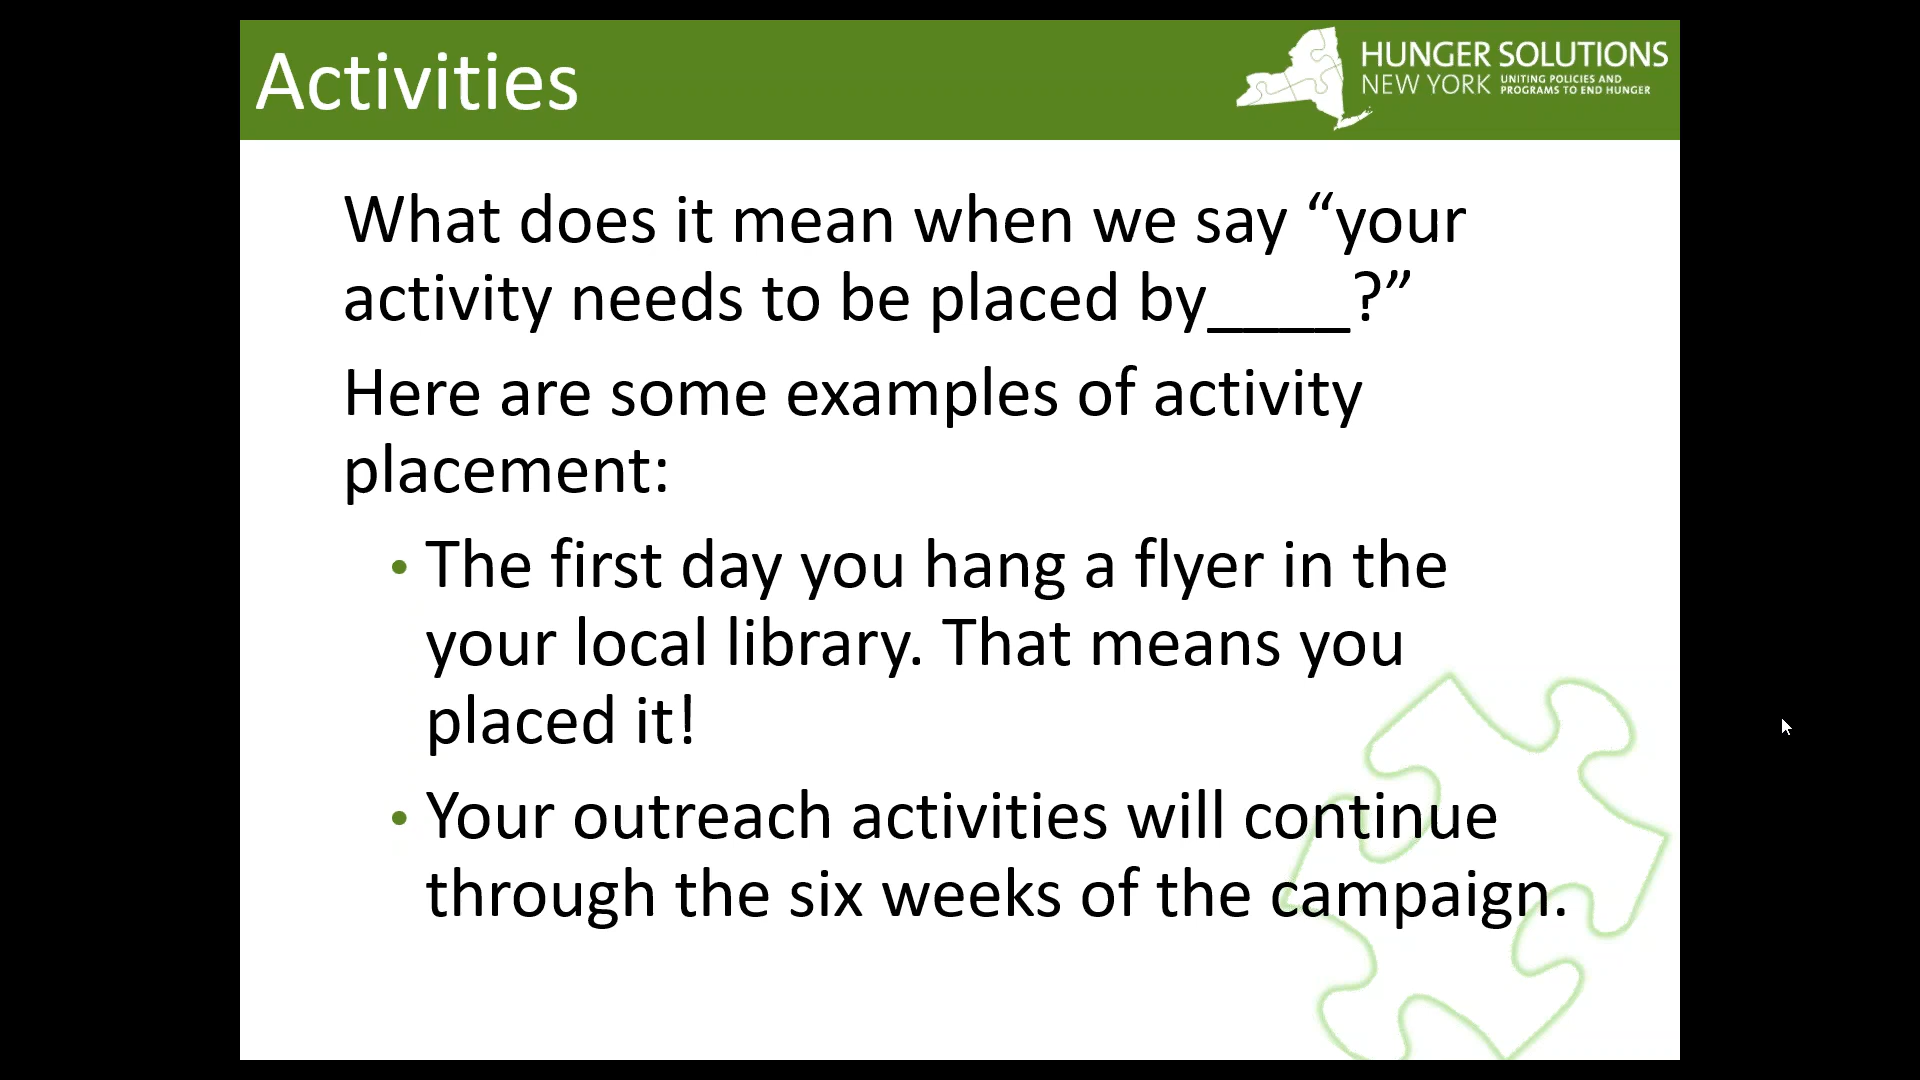 Activities
HUNGER SOLUTIONS
NEW YORK UNITING POLICIES AND
PROGRAMS TO END HUNGER
What does it mean when we say “your
activity needs to be placed by____?”
Here are some examples of activity
placement:
• The first day you hang a flyer in the
your local library. That means you
placed it!
• Your outreach activities will continue
through the six weeks of the campaign.